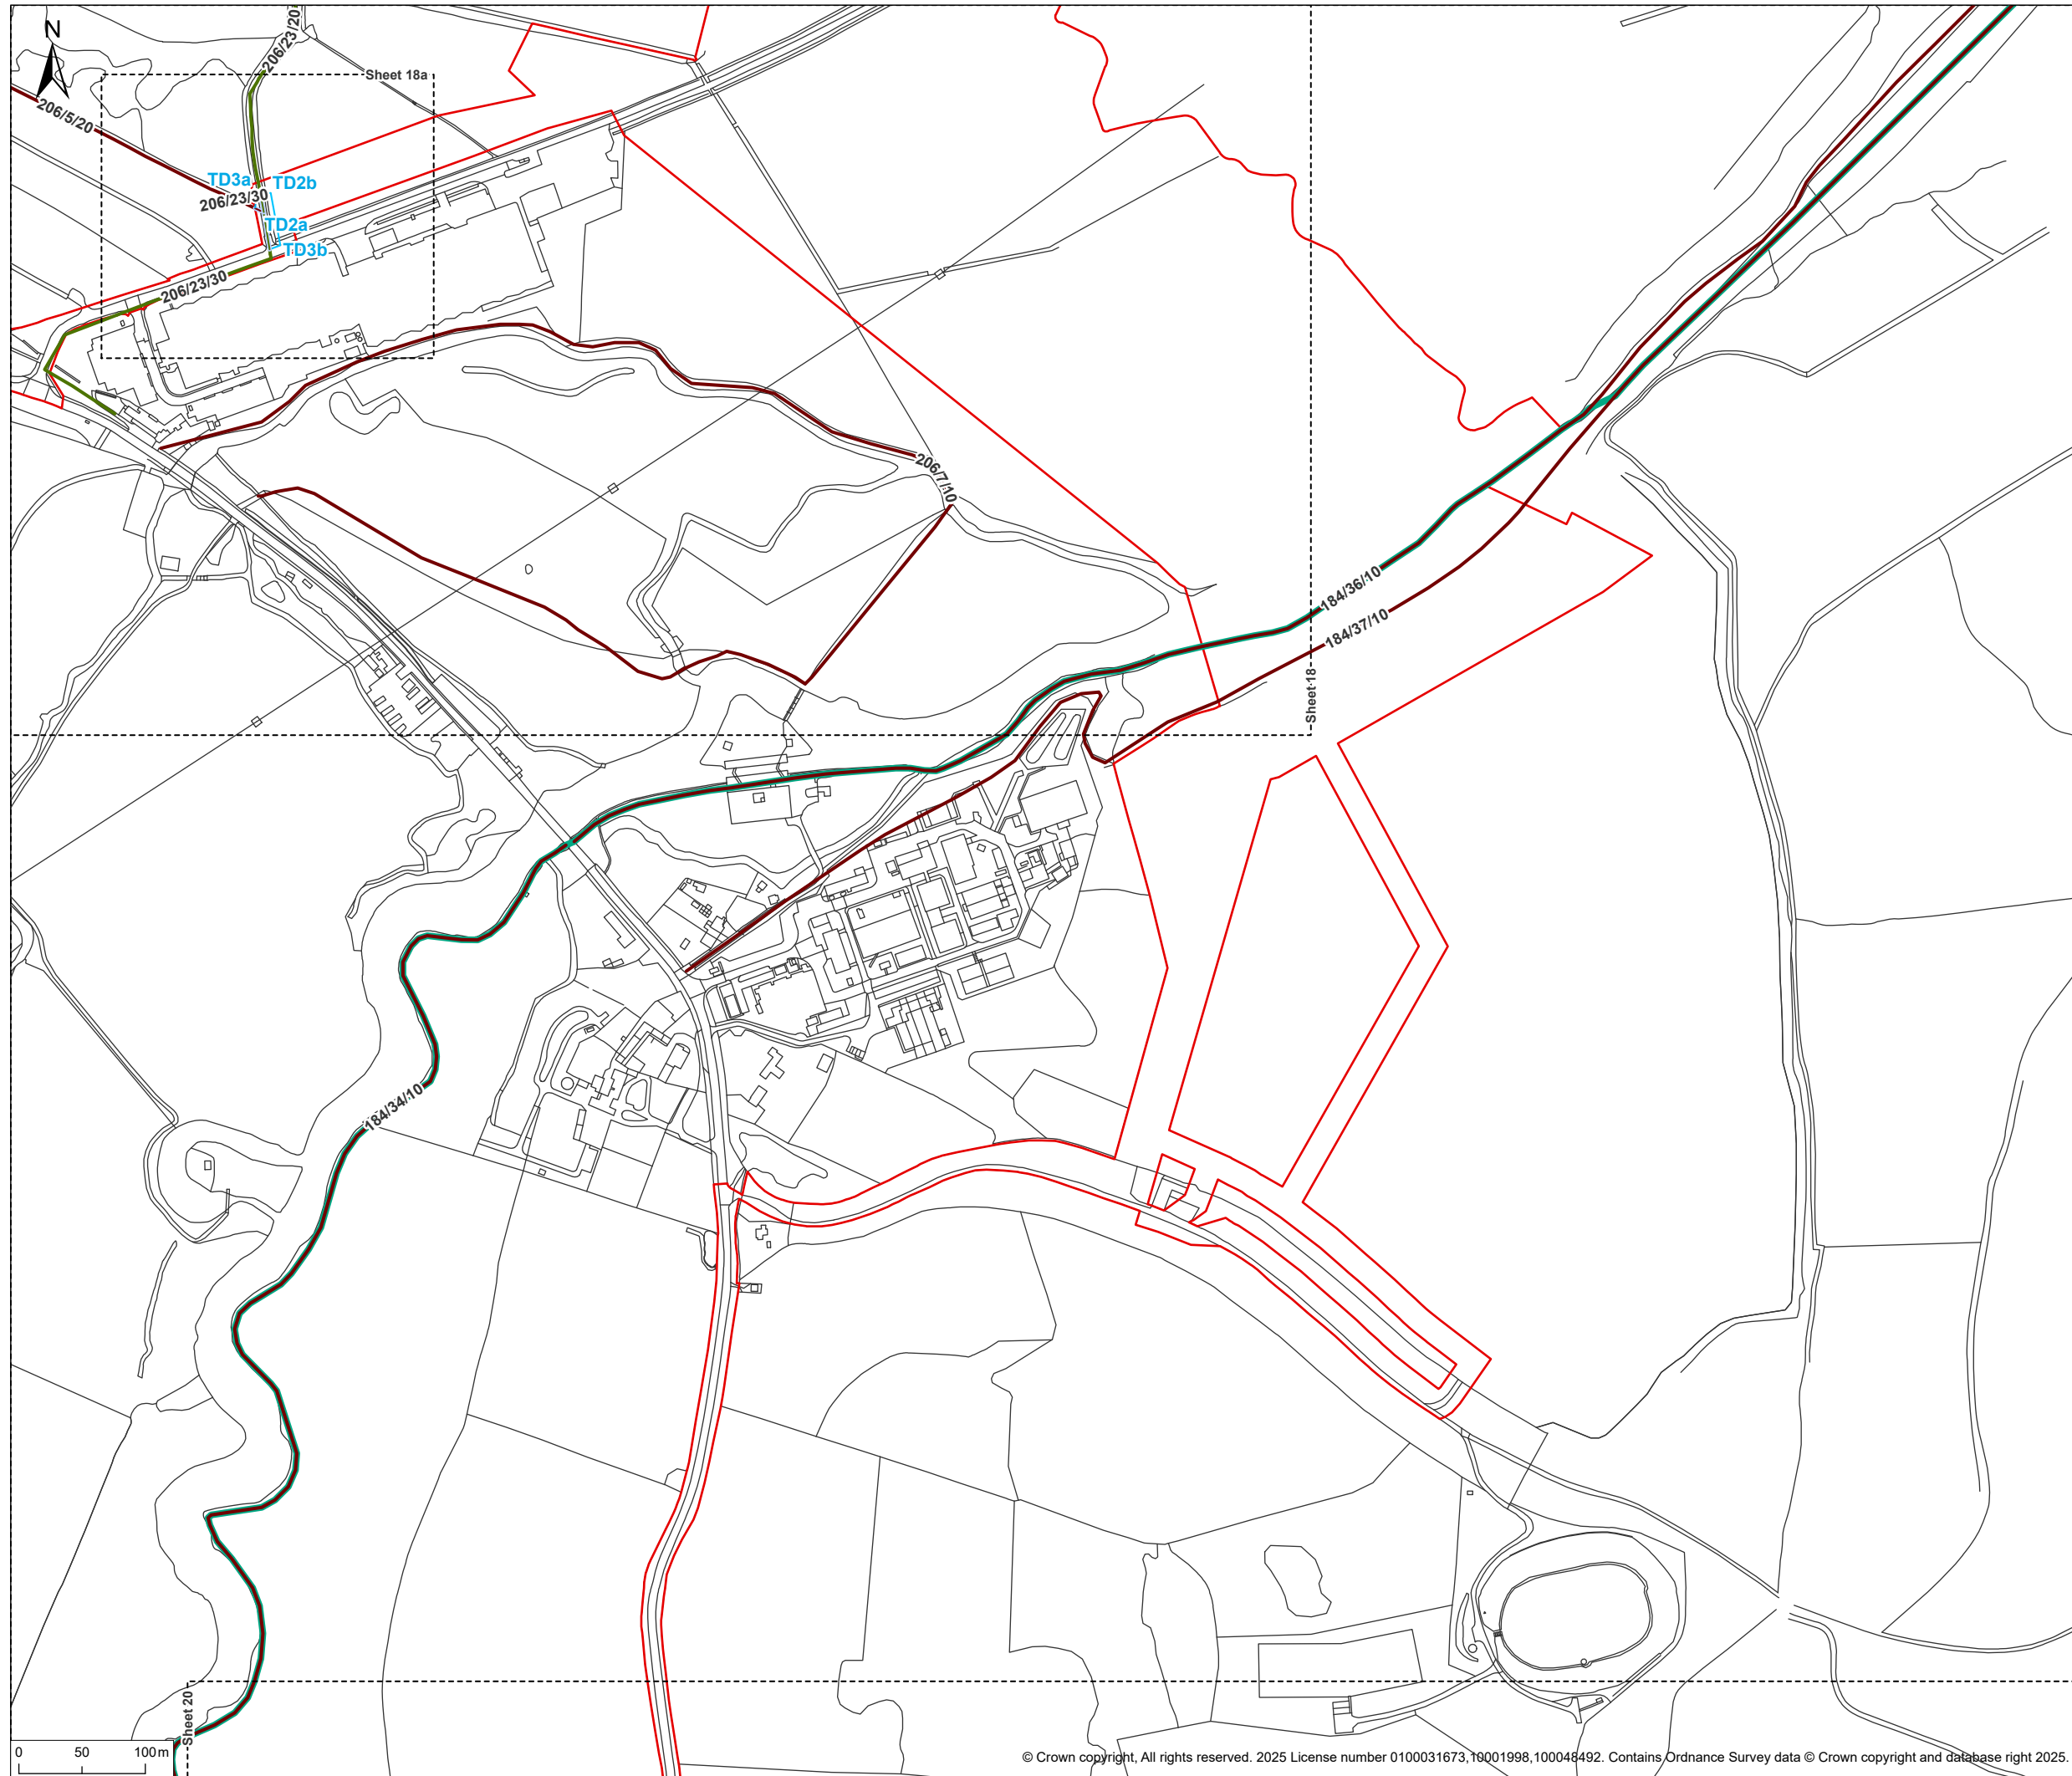 N
206/23/20
Sheet 18a
206/5/20
TD3a
TD2b
206/23/30
TD2a
TD3b
206/23/30
206/7/10
184/36/10
184/37/10
Sheet 18
184/34/10
Sheet 20
0 50 100m
© Crown copyright, All rights reserved. 2025 License number 0100031673,10001998,100048492. Contains Ordnance Survey data © Crown copyright and database right 2025.